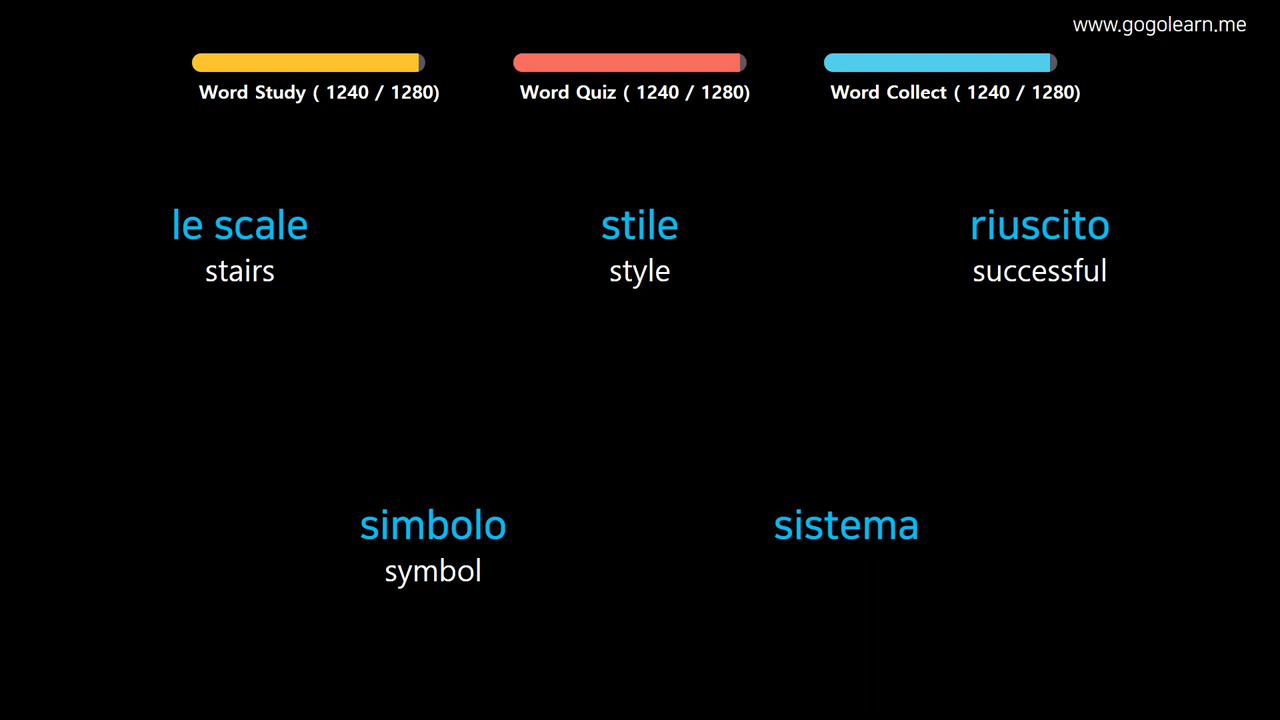 www.gogolearn.me
Word Study ( 1240 / 1280)
Word Quiz ( 1240 / 1280)
Word Collect ( 1240 / 1280)
le scale
stairs
stile
style
riuscito
successful
simbolo
symbol
sistema